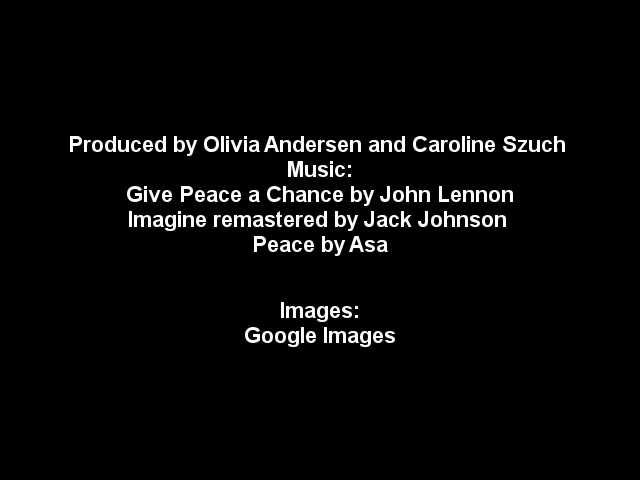 Produced by Olivia Andersen and Caroline Szuch
Music:
Give Peace a Chance by John Lennon
Imagine remastered by Jack Johnson
Peace by Asa
Images:
Google Images